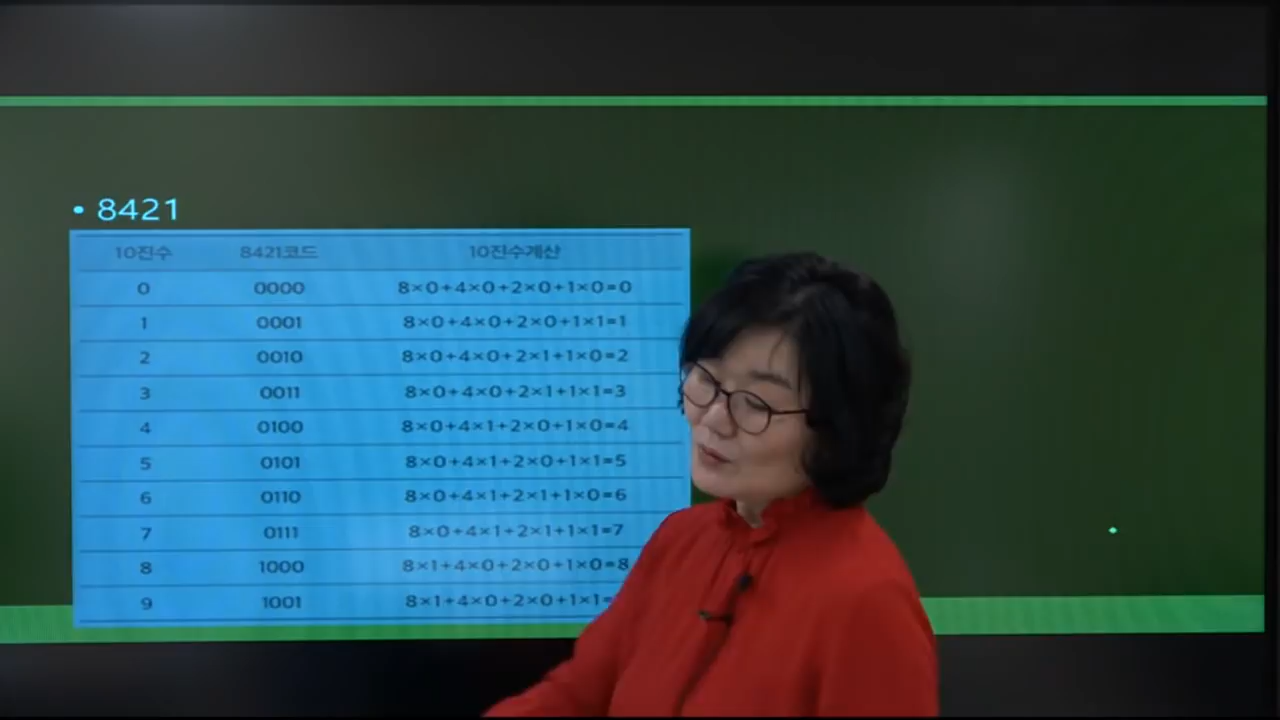 • 8421
10진수 8421코드 10진수계산
0 0000 8×0+4×0+2×0+1×0=0
1 0001 8×0+4×0+2×0+1×1=1
2 0010 8×0+4×0+2×1+1×0=2
3 0011 8×0+4×0+2×1+1×1=3
4 0100 8×0+4×1+2×0+1×0=4
5 0101 8×0+4×1+2×0+1×1=5
6 0110 8×0+4×1+2×1+1×0=6
7 0111 8×0+4×1+2×1+1×1=7
8 1000 8×1+4×0+2×0+1×0=8
9 1001 8×1+4×0+2×0+1×1=